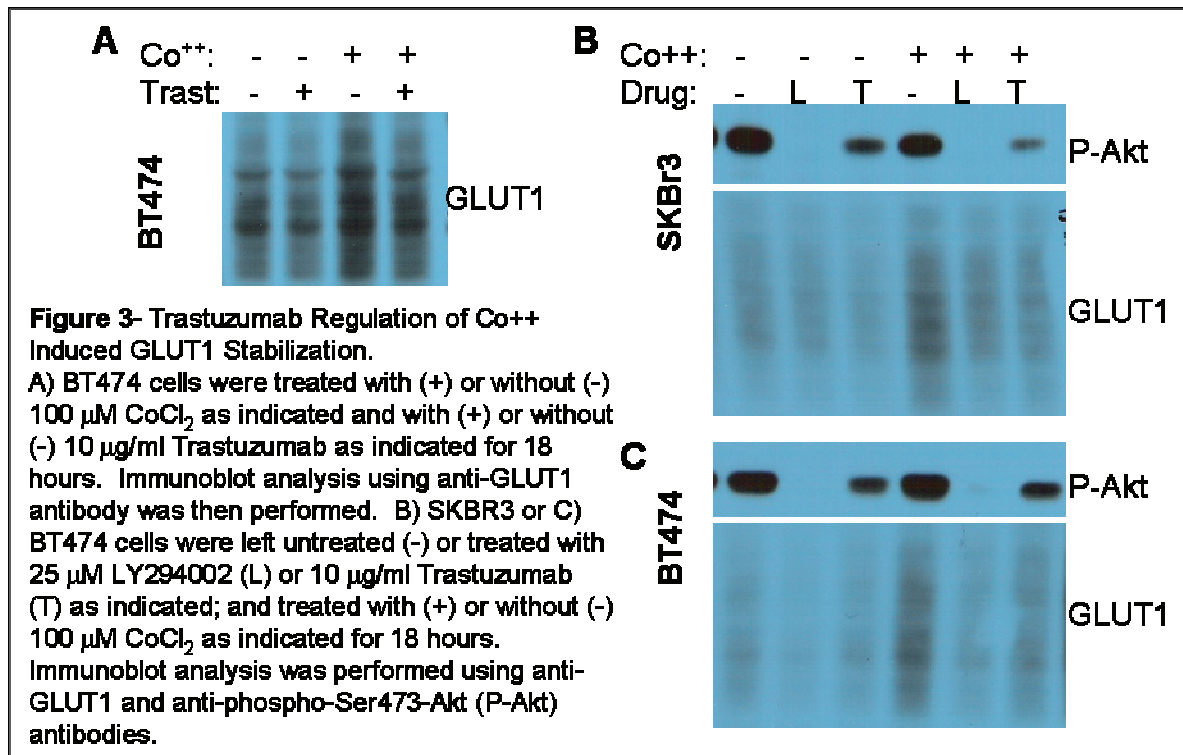 A
Co++: - - + +
Trast: - + - +
BT474
GLUT1
Figure 3- Trastuzumab Regulation of Co++
Induced GLUT1 Stabilization.
A) BT474 cells were treated with (+) or without (-)
100 μM CoCl2 as indicated and with (+) or without
(-) 10 μg/ml Trastuzumab as indicated for 18
hours. Immunoblot analysis using anti-GLUT1
antibody was then performed. B) SKBR3 or C)
BT474 cells were left untreated (-) or treated with
25 μM LY294002 (L) or 10 μg/ml Trastuzumab
(T) as indicated; and treated with (+) or without (-)
100 μM CoCl2 as indicated for 18 hours.
Immunoblot analysis was performed using anti-
GLUT1 and anti-phospho-Ser473-Akt (P-Akt)
antibodies.
B
Co++: - - - + + +
Drug: - L T - L T
SKBr3
P-Akt
GLUT1
C
BT474
P-Akt
GLUT1